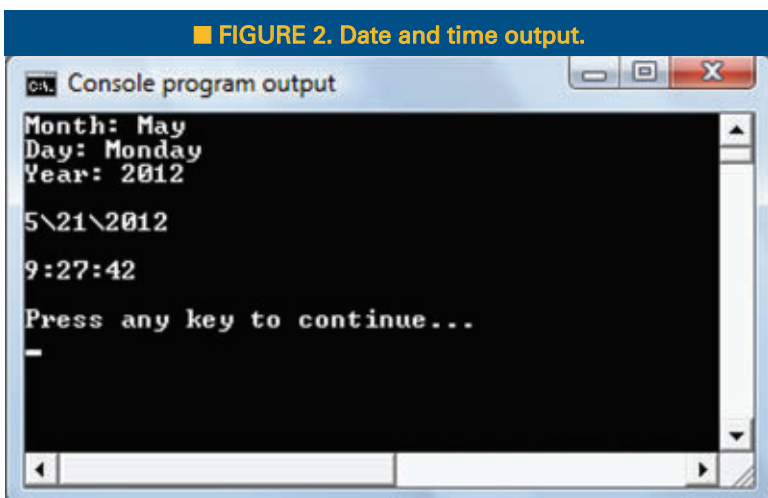 FIGURE 2. Date and time output.
C:\.
Console program output
Month: May
Day: Monday
Year: 2012
5\21\2012
9:27:42
Press any key to continue...